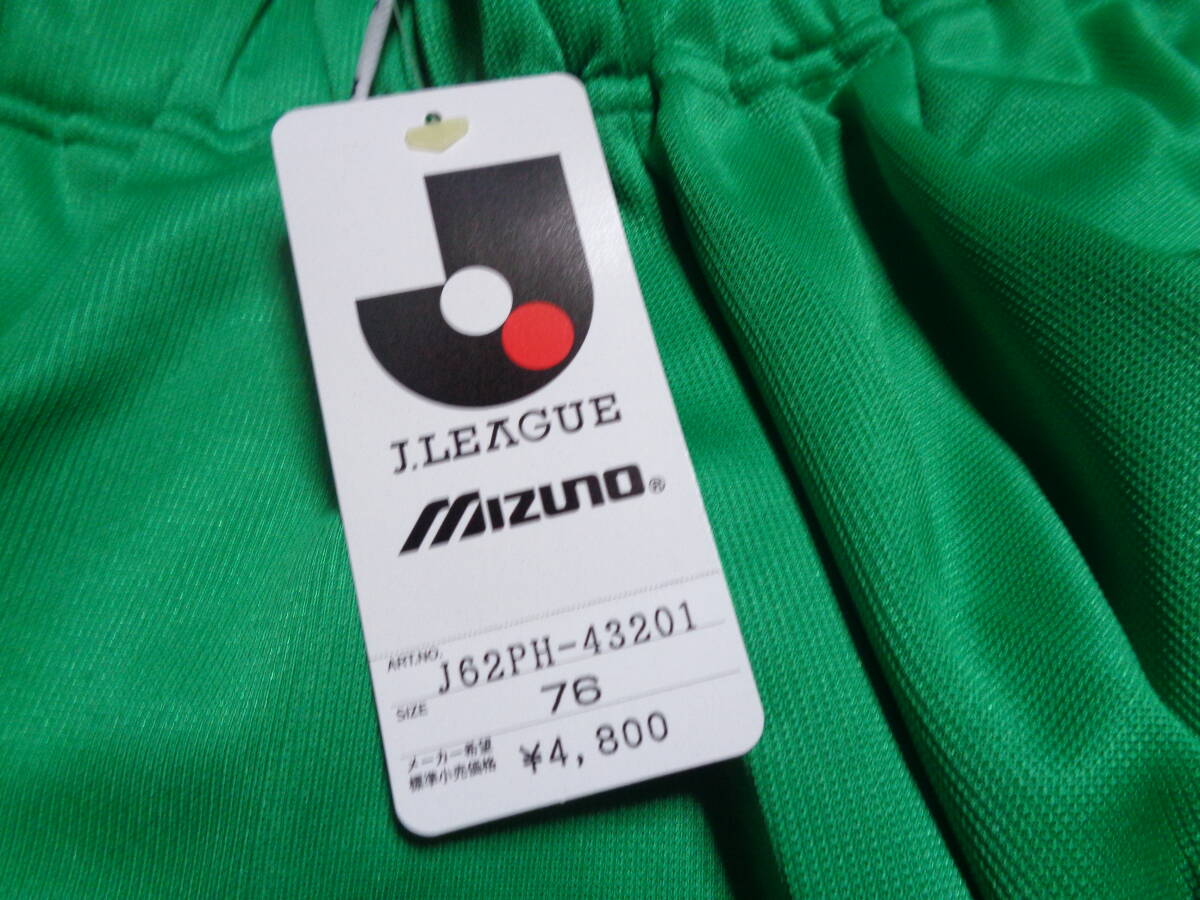 J.LEAGUE
MIZUNO®
ART.NO. J62PH-43201
SIZE 76
メーカー希望
標準小売価格 ¥4,800